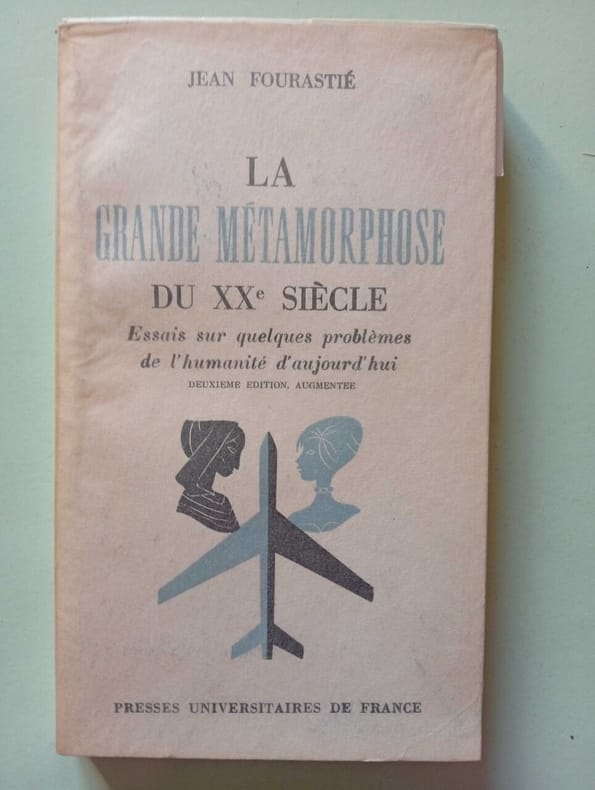 JEAN FOURASTIÉ
LA
GRANDE MÉTAMORPHOSE
DU XXe SIÈCLE
Essais sur quelques problèmes
de l'humanité d'aujourd'hui
DEUXIEME EDITION, AUGMENTEE
PRESSES UNIVERSITAIRES DE FRANCE